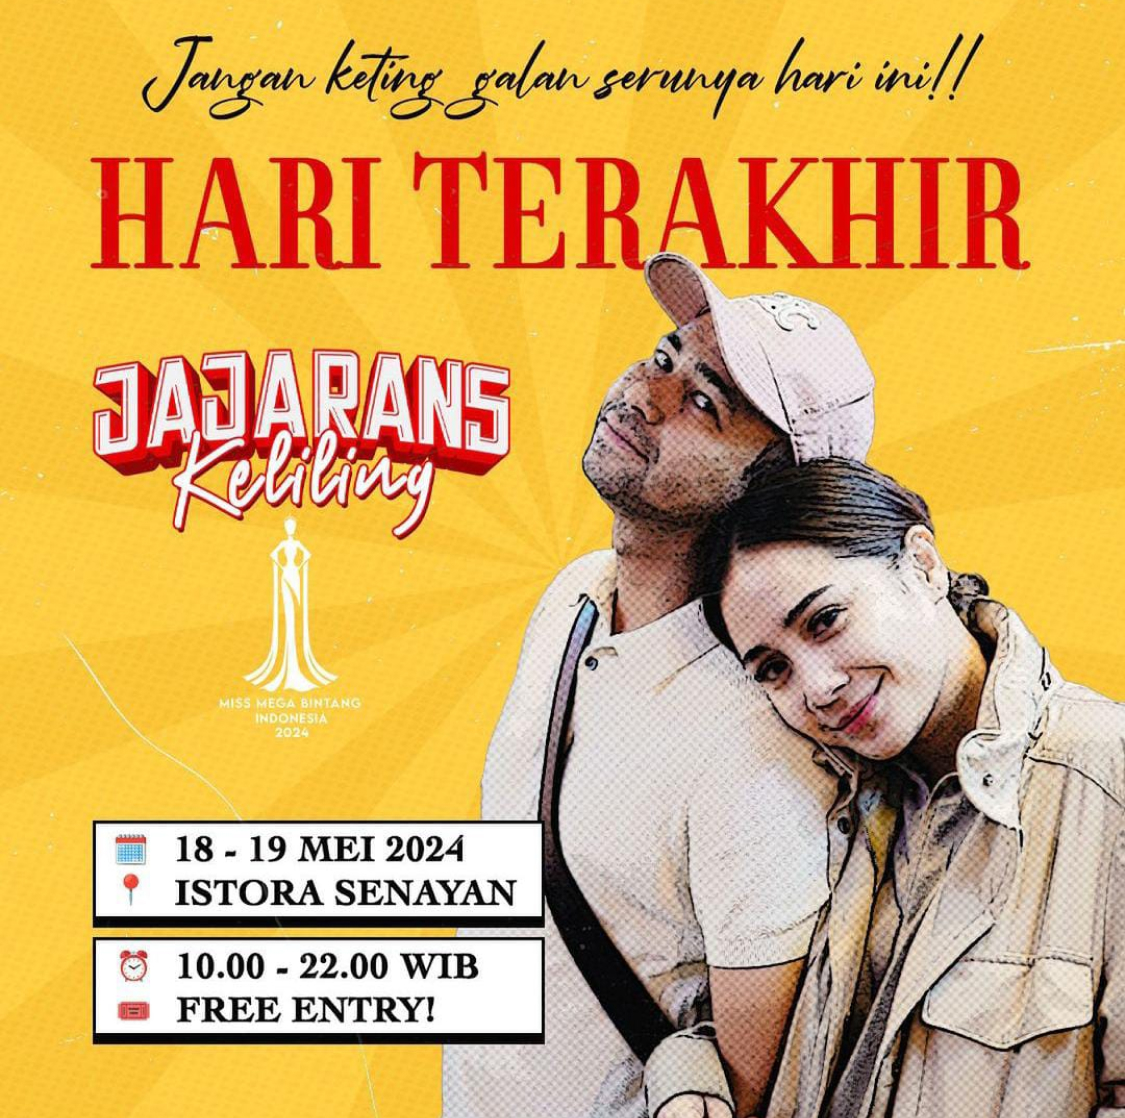 Jangan keting galan serunya hari ini!!
HARI TERAKHIR
JAJARANS
Keliling
MISS MEGA BINTANG
INDONESIA
2024
18 - 19 MEI 2024
ISTORA SENAYAN
10.00 - 22.00 WIB
FREE ENTRY!